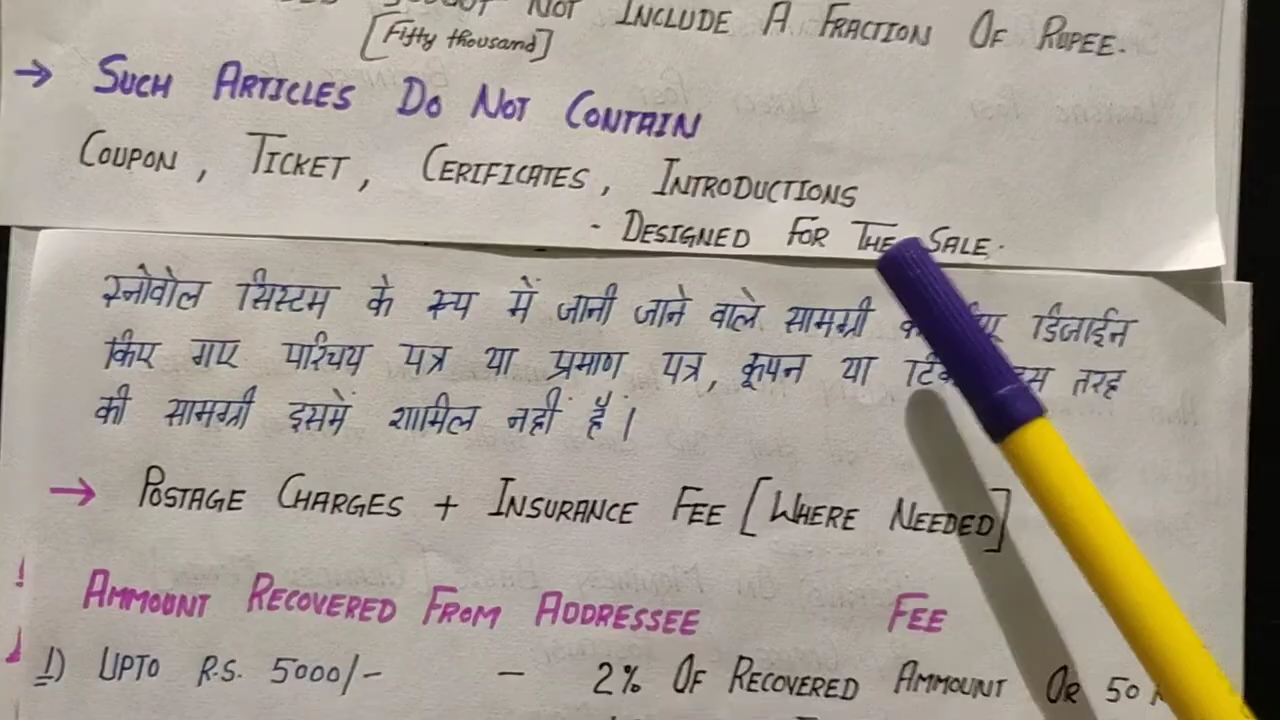 NOT INCLUDE A FRACTION OF RUPEE.
[Fifty thousand]
→ SUCH ARTICLES DO NOT CONTAIN
COUPON, TICKET, CERIFICATES, INTRODUCTIONS
- DESIGNED FOR THE SALE.
स्नोवोल सिस्टम के रूप में जानी जाने वाले सामग्री डिजाईन
किए गए परिचय पत्र या प्रमाण पत्र, कूपन या तरह
की सामग्री इसमें शामिल नहीं है।
→ POSTAGE CHARGES + INSURANCE FEE [WHERE NEEDED]
AMMOUNT RECOVERED FROM ADDRESSEE FEE
1) UPTO R.S. 5000/- - 2% OF RECOVERED AMMOUNT OR 50